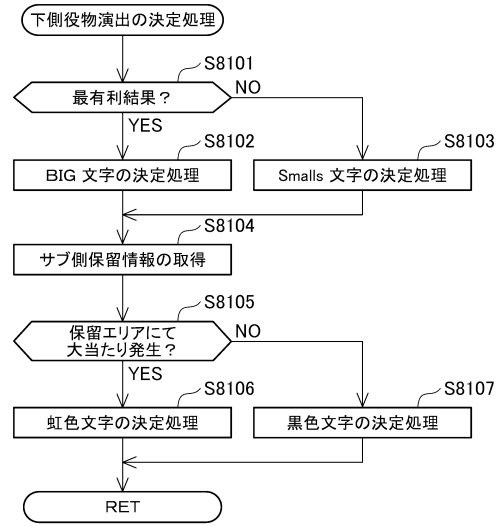 下側役物演出の決定処理
S8101
最有利結果?
NO
YES
S8102
S8103
BIG 文字の決定処理
Smalls 文字の決定処理
S8104
サブ側保留情報の取得
S8105
保留エリアにて
大当たり発生?
NO
YES
S8106
S8107
虹色文字の決定処理
黒色文字の決定処理
RET